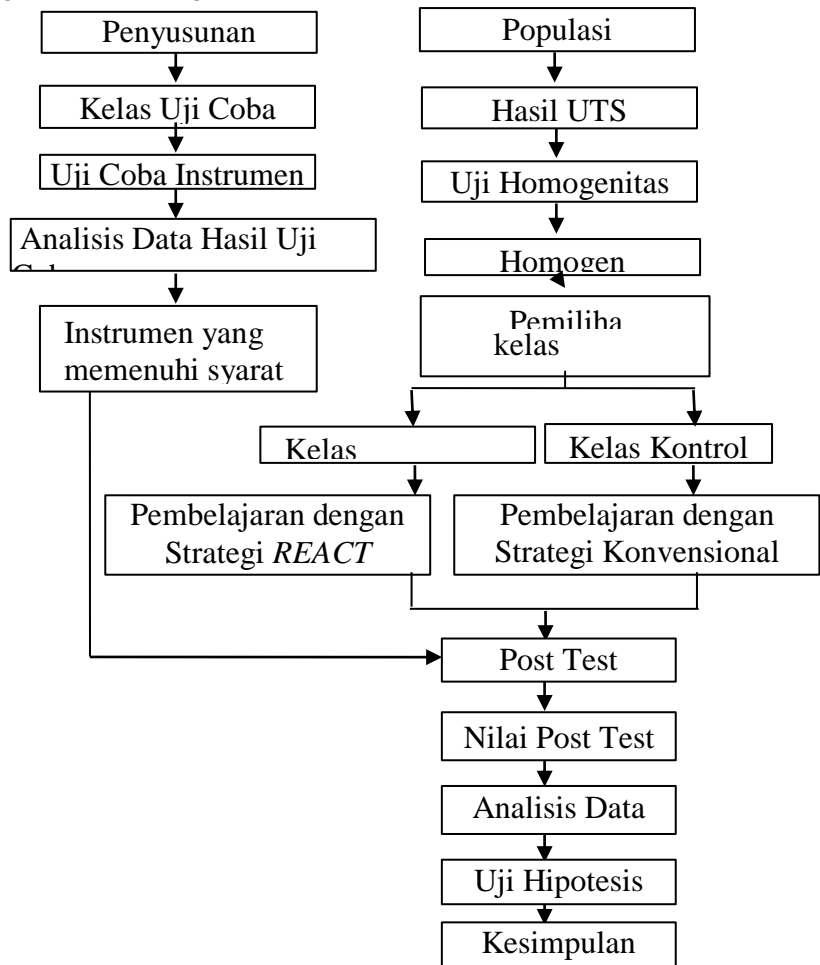 Penyusunan
Kelas Uji Coba
Uji Coba Instrumen
Analisis Data Hasil Uji
Instrumen yang
memenuhi syarat
Populasi
Hasil UTS
Uji Homogenitas
Homogen
Pemiliha
kelas
Kelas
Kelas Kontrol
Pembelajaran dengan
Strategi REACT
Pembelajaran dengan
Strategi Konvensional
Post Test
Nilai Post Test
Analisis Data
Uji Hipotesis
Kesimpulan